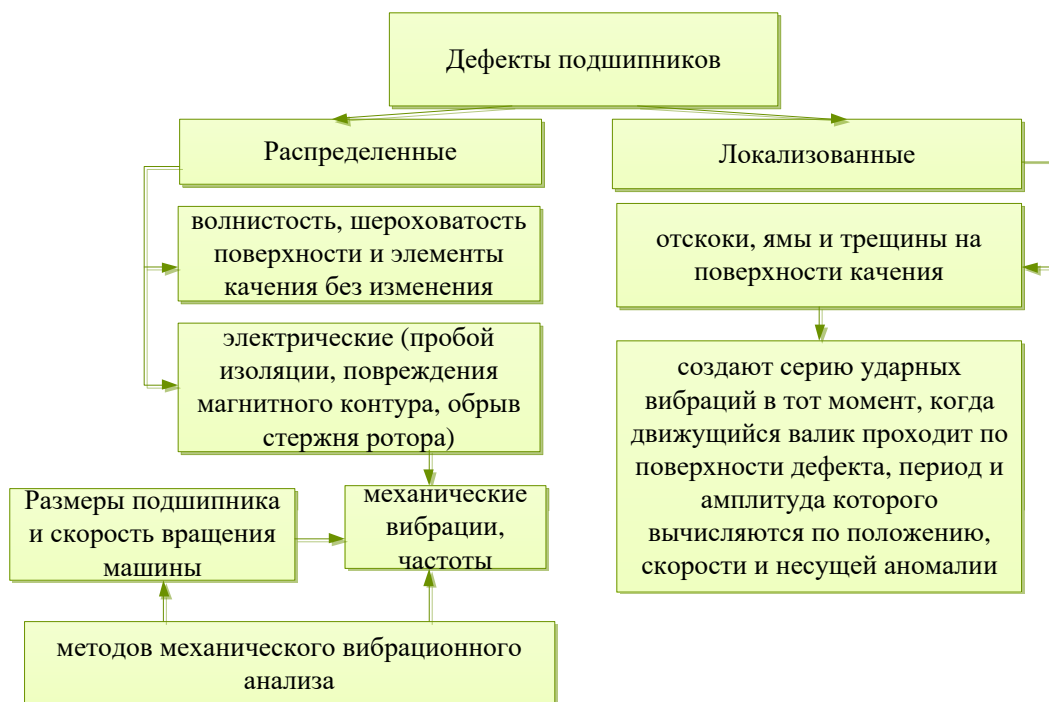 Дефекты подшипников
Распределенные
волнистость, шероховатость
поверхности и элементы
качения без изменения
электрические (пробой
изоляции, повреждения
магнитного контура, обрыв
стержня ротора)
Размеры подшипника
и скорость вращения
машины
механические
вибрации,
частоты
методов механического вибрационного
анализа
Локализованные
отскоки, ямы и трещины на
поверхности качения
создают серию ударных
вибраций в тот момент, когда
движущийся валик проходит по
поверхности дефекта, период и
амплитуда которого
вычисляются по положению,
скорости и несущей аномалии